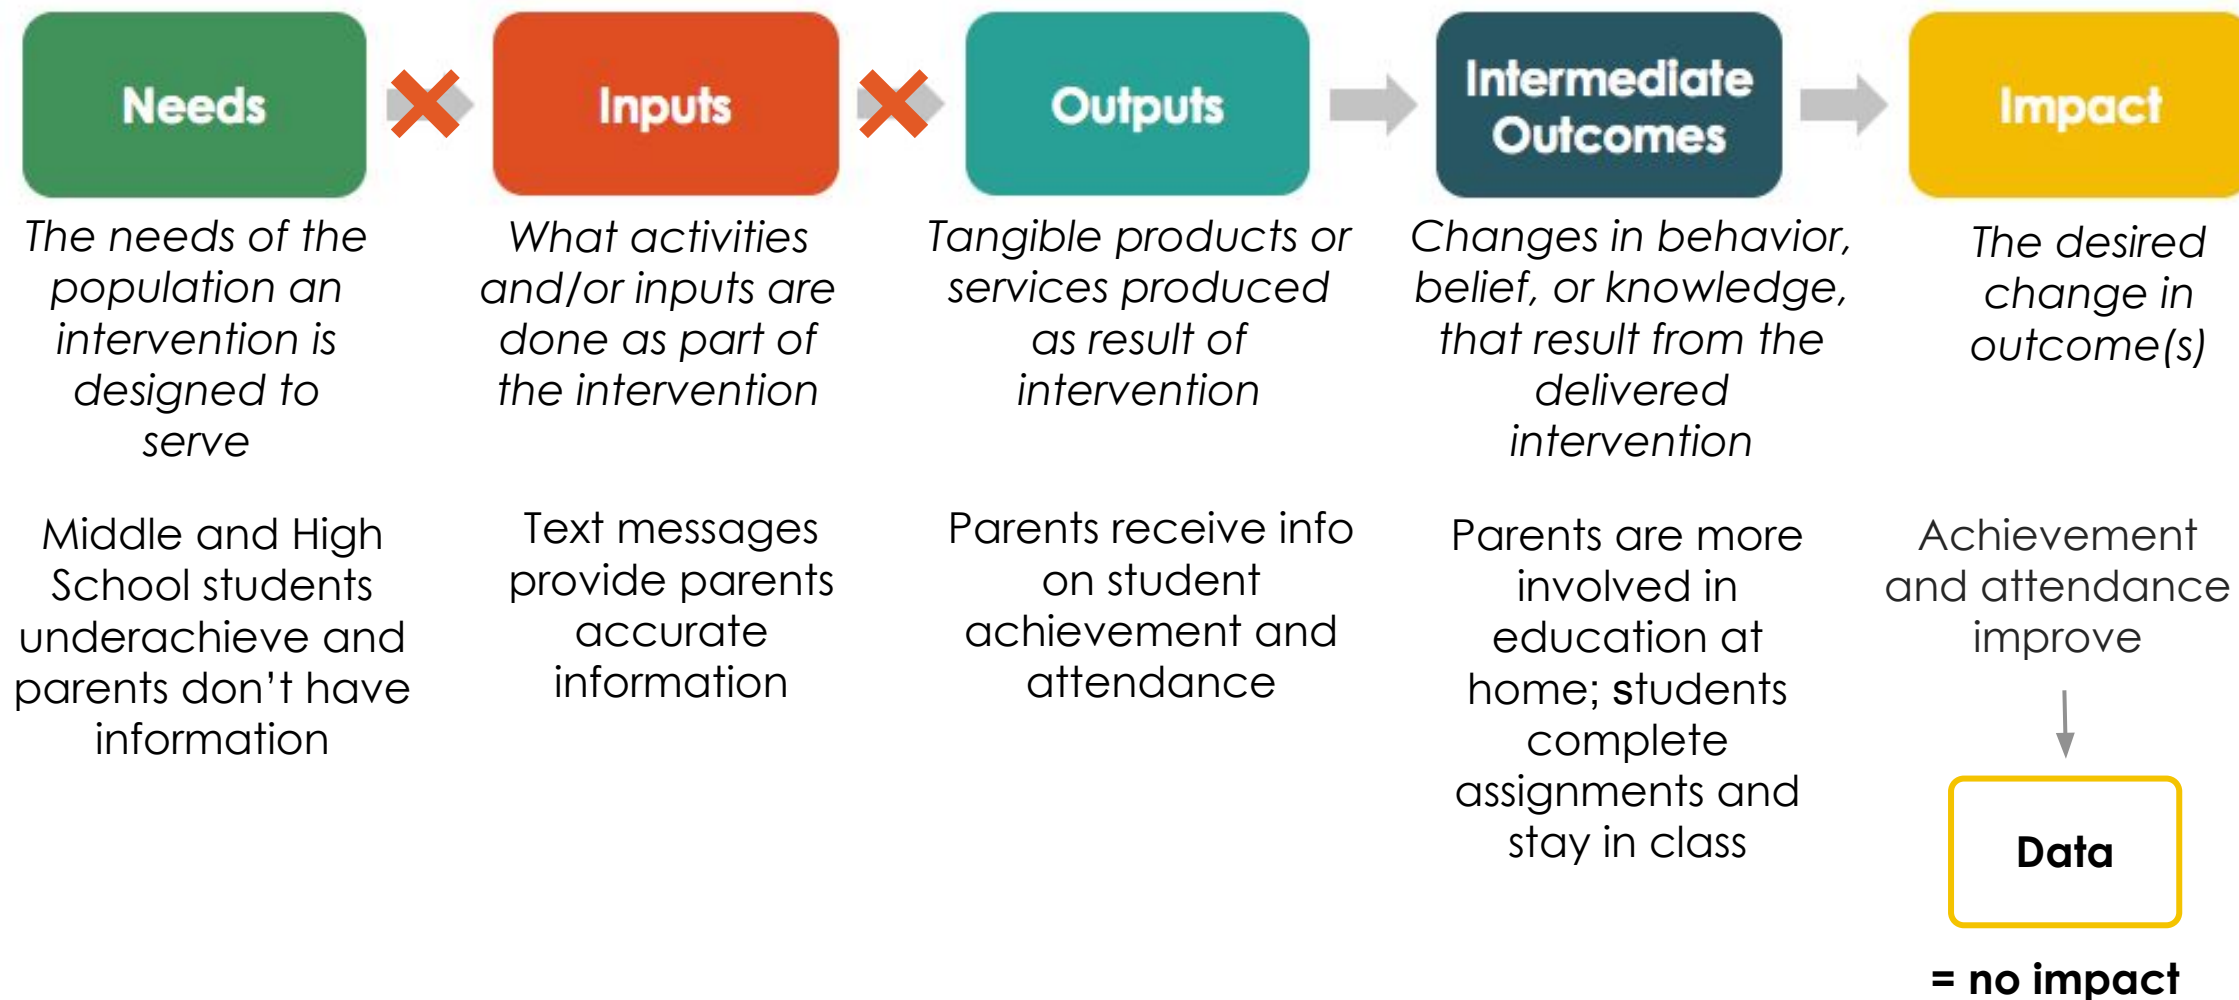 Needs
Inputs
Outputs
Intermediate
Outcomes
Impact
The needs of the
population an
intervention is
designed to
serve
What activities
and/or inputs are
done as part of
the intervention
Tangible products or
services produced
as result of
intervention
Changes in behavior,
belief, or knowledge,
that result from the
delivered
intervention
The desired
change in
outcome(s)
Middle and High
School students
underachieve and
parents don’t have
information
Text messages
provide parents
accurate
information
Parents receive info
on student
achievement and
attendance
Parents are more
involved in
education at
home; students
complete
assignments and
stay in class
Achievement
and attendance
improve
Data
= no impact